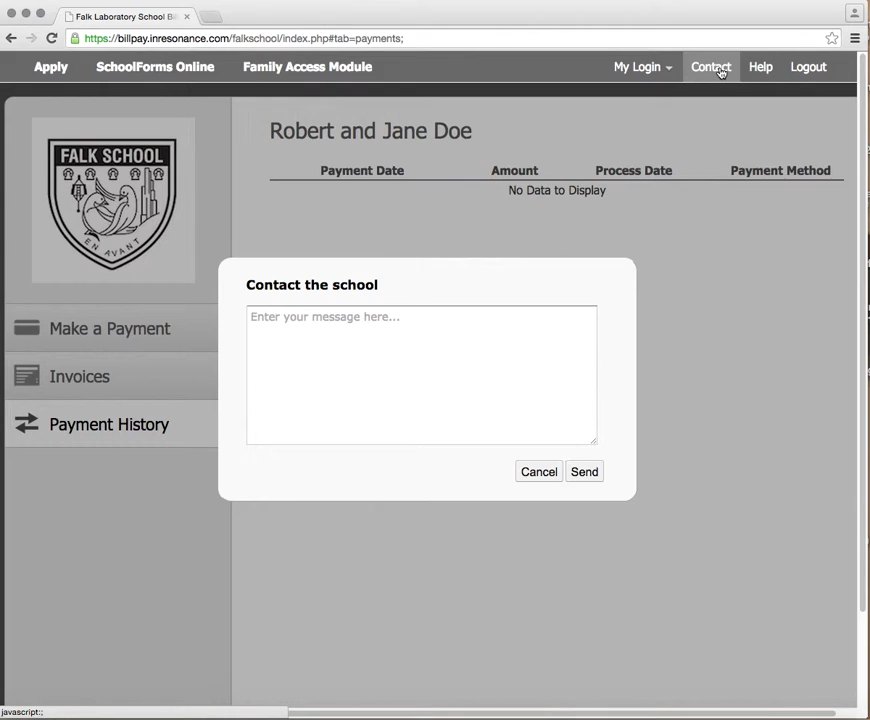 Falk Laboratory School Bi
https://billpay.inresonance.com/falkschool/index.php#tab=payments;
Apply SchoolForms Online Family Access Module My Login Contact Help Logout
FALK SCHOOL
EN AVANT
Robert and Jane Doe
Payment Date Amount Process Date Payment Method
No Data to Display
Make a Payment
Invoices
Payment History
Contact the school
Enter your message here...
Cancel Send
javascript:;